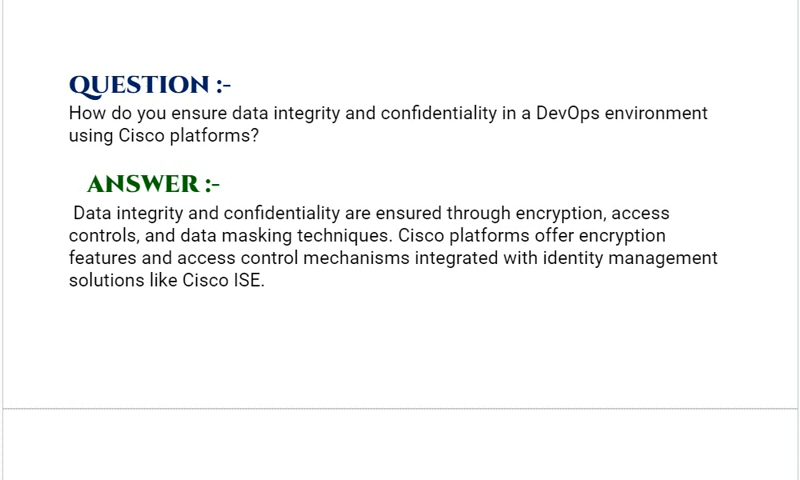 QUESTION :-
How do you ensure data integrity and confidentiality in a DevOps environment
using Cisco platforms?
ANSWER :-
Data integrity and confidentiality are ensured through encryption, access
controls, and data masking techniques. Cisco platforms offer encryption
features and access control mechanisms integrated with identity management
solutions like Cisco ISE.